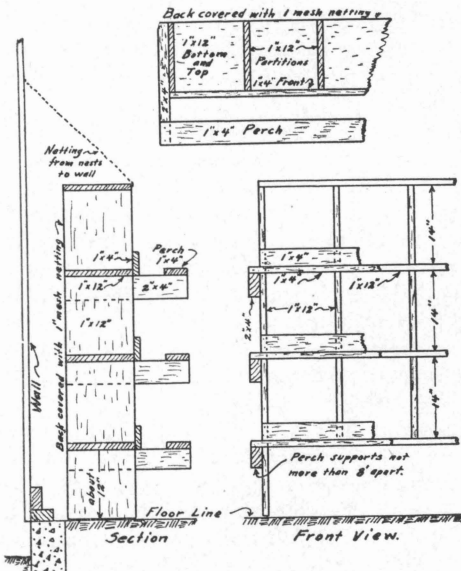 Back covered with 1 mesh netting
1"x12"
Bottom
and
Top
1"x12"
Partitions
1"x4" Front
2"x4"
1"x4" Perch
Netting
from nests
to wall
Wall
Back covered with 1" mesh netting
1"x4"
Perch
1"x4"
1"x12"
2"x4"
1"x12"
about
12"
Floor Line
Section
1"x4"
1"x4"
1"x12"
2"x4"
1"x12"
14"
14"
14"
Perch supports not
more than 8' apart.
Front View.